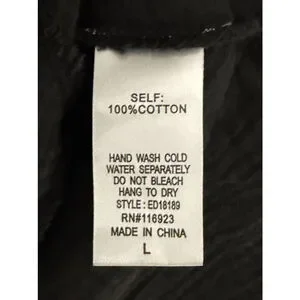 SELF:
100%COTTON
HAND WASH COLD
WATER SEPARATELY
DO NOT BLEACH
HANG TO DRY
STYLE : ED18189
RN#116923
MADE IN CHINA
L